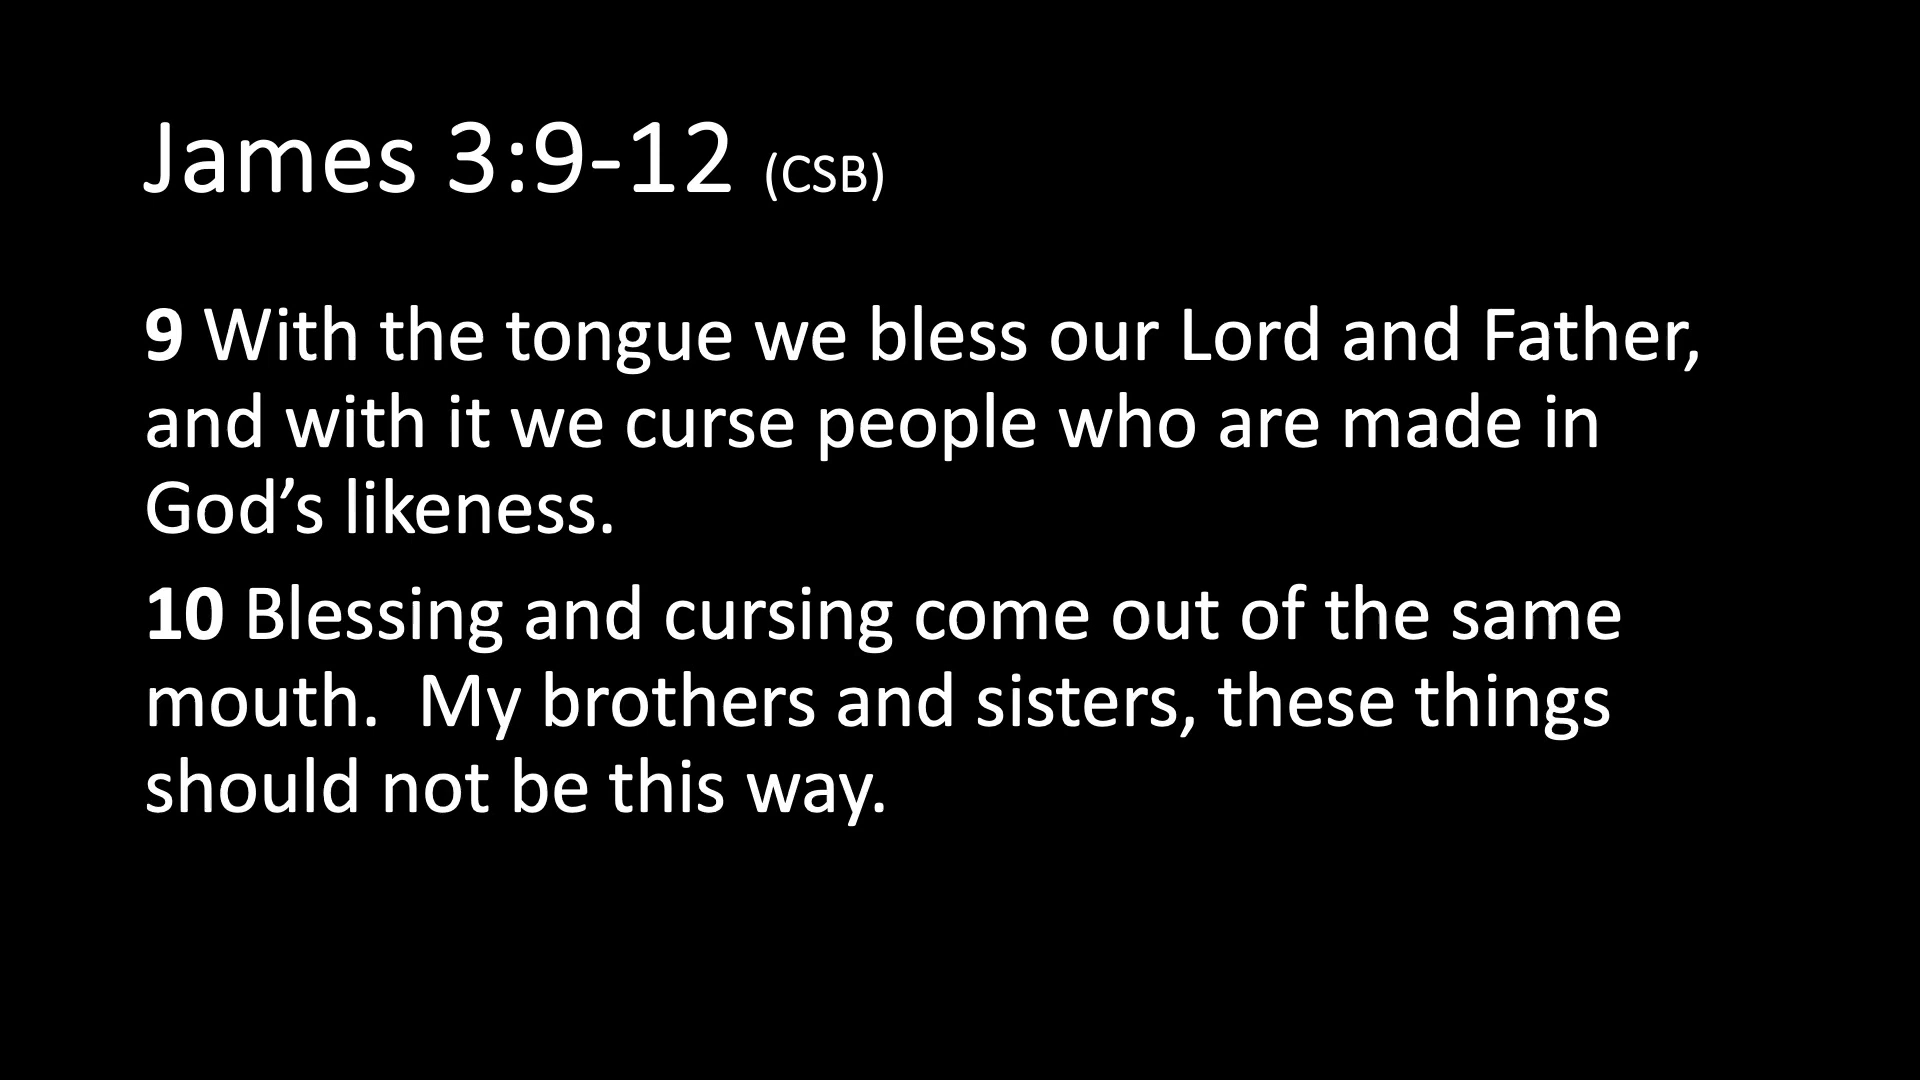 James 3:9-12 (CSB)
9 With the tongue we bless our Lord and Father,
and with it we curse people who are made in
God’s likeness.
10 Blessing and cursing come out of the same
mouth.  My brothers and sisters, these things
should not be this way.